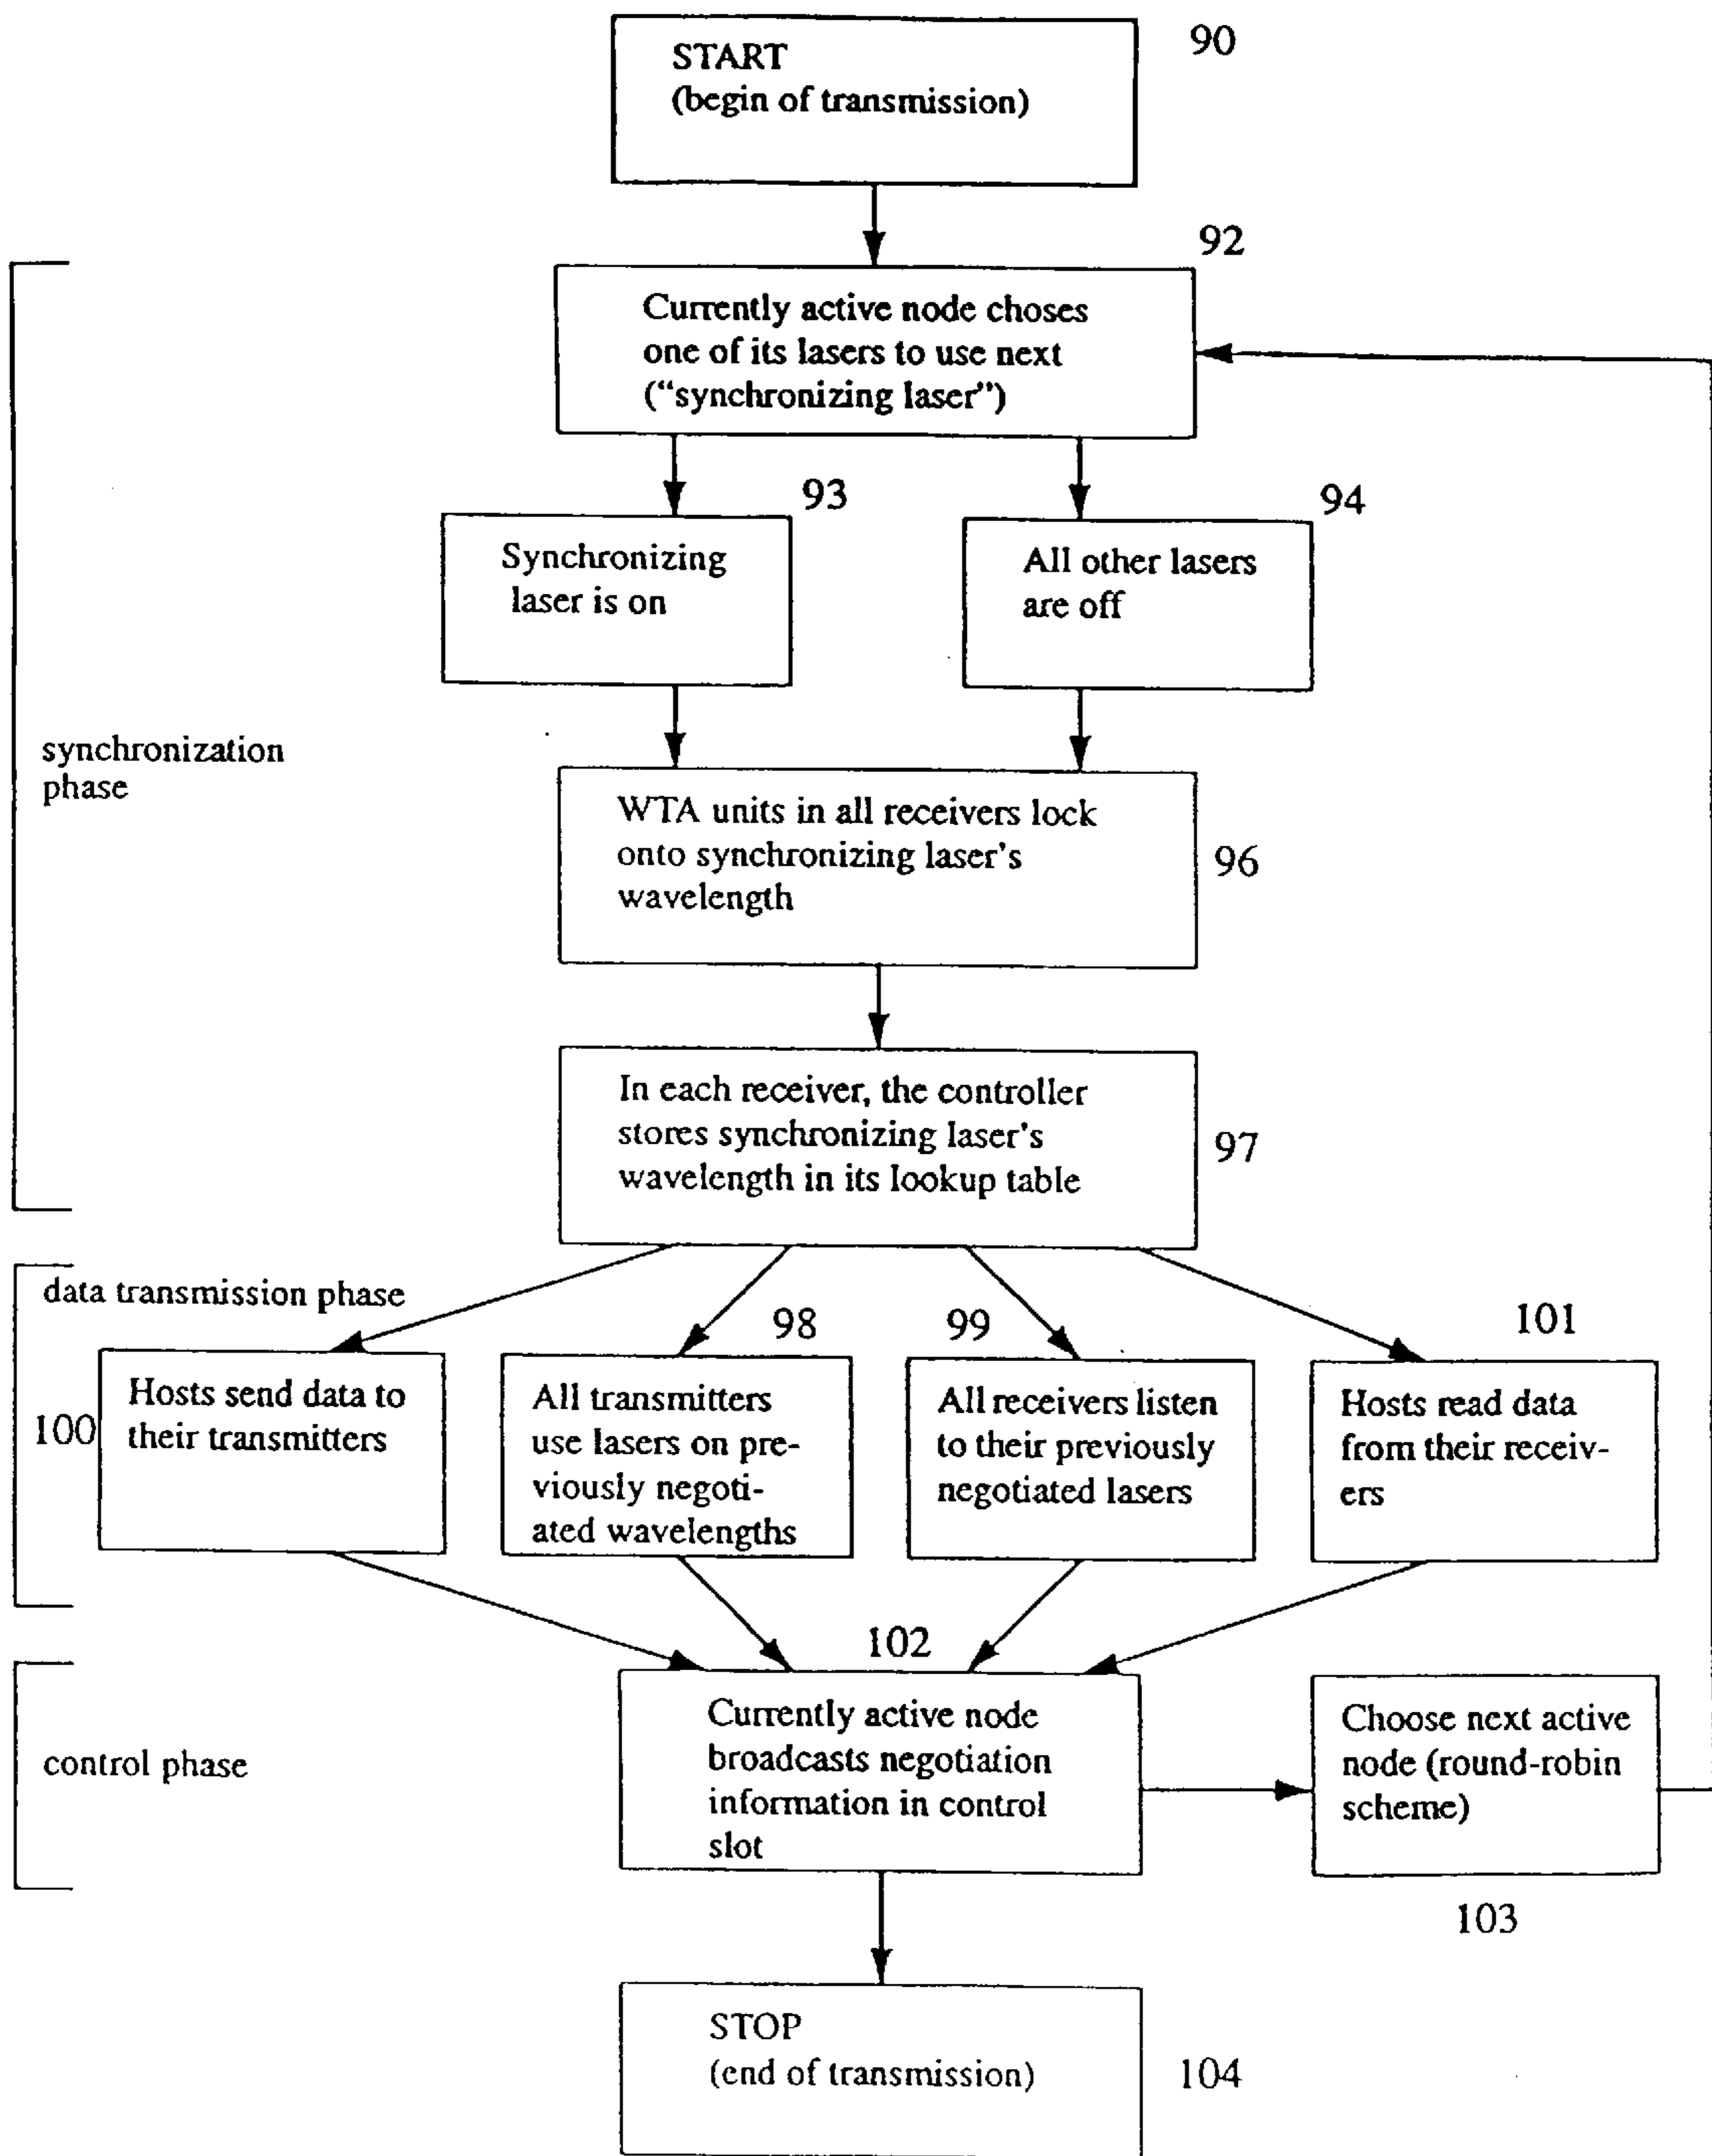 90
START
(begin of transmission)
92
Currently active node choses
one of its lasers to use next
("synchronizing laser")
93
94
Synchronizing
laser is on
All other lasers
are off
synchronization
phase
WTA units in all receivers lock
onto synchronizing laser's
wavelength
96
In each receiver, the controller
stores synchronizing laser's
wavelength in its lookup table
97
data transmission phase
98
99
101
100
Hosts send data to
their transmitters
All transmitters
use lasers on pre-
viously negoti-
ated wavelengths
All receivers listen
to their previously
negotiated lasers
Hosts read data
from their receiv-
ers
102
control phase
Currently active node
broadcasts negotiation
information in control
slot
Choose next active
node (round-robin
scheme)
103
STOP
(end of transmission)
104